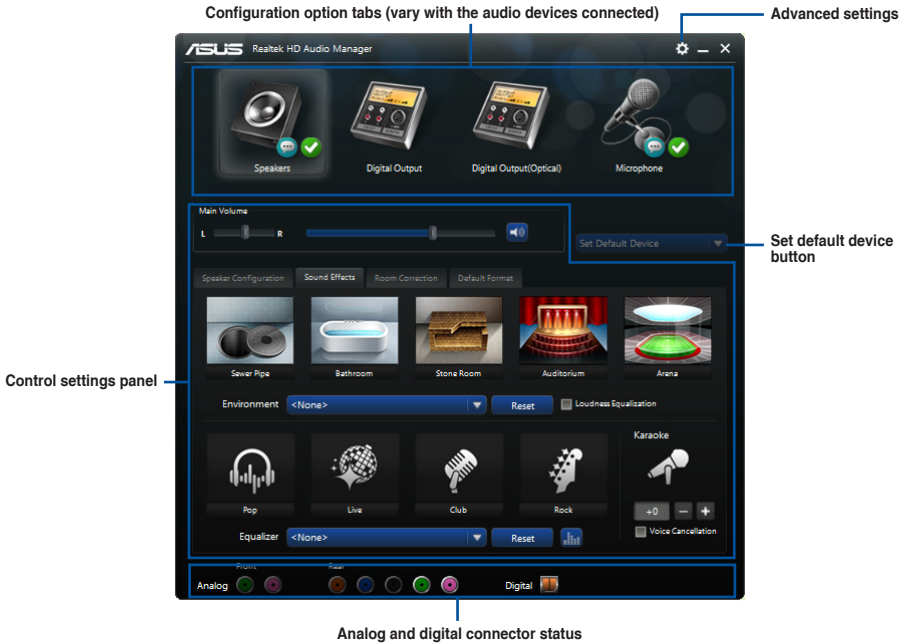 Configuration option tabs (vary with the audio devices connected)
Advanced settings
ASUS Realtek HD Audio Manager
Speakers
Digital Output
Digital Output(Optical)
Microphone
Main Volume
L R
Set Default Device
Set default device
button
Speaker Configuration
Sound Effects
Room Correction
Default Format
Sewer Pipe
Bathroom
Stone Room
Auditorium
Arena
Control settings panel
Environment <None> Reset Loudness Equalization
Karaoke
Pop
Live
Club
Rock
+0 − +
Equalizer <None> Reset
Voice Cancellation
Front
Rear
Analog
Digital
Analog and digital connector status